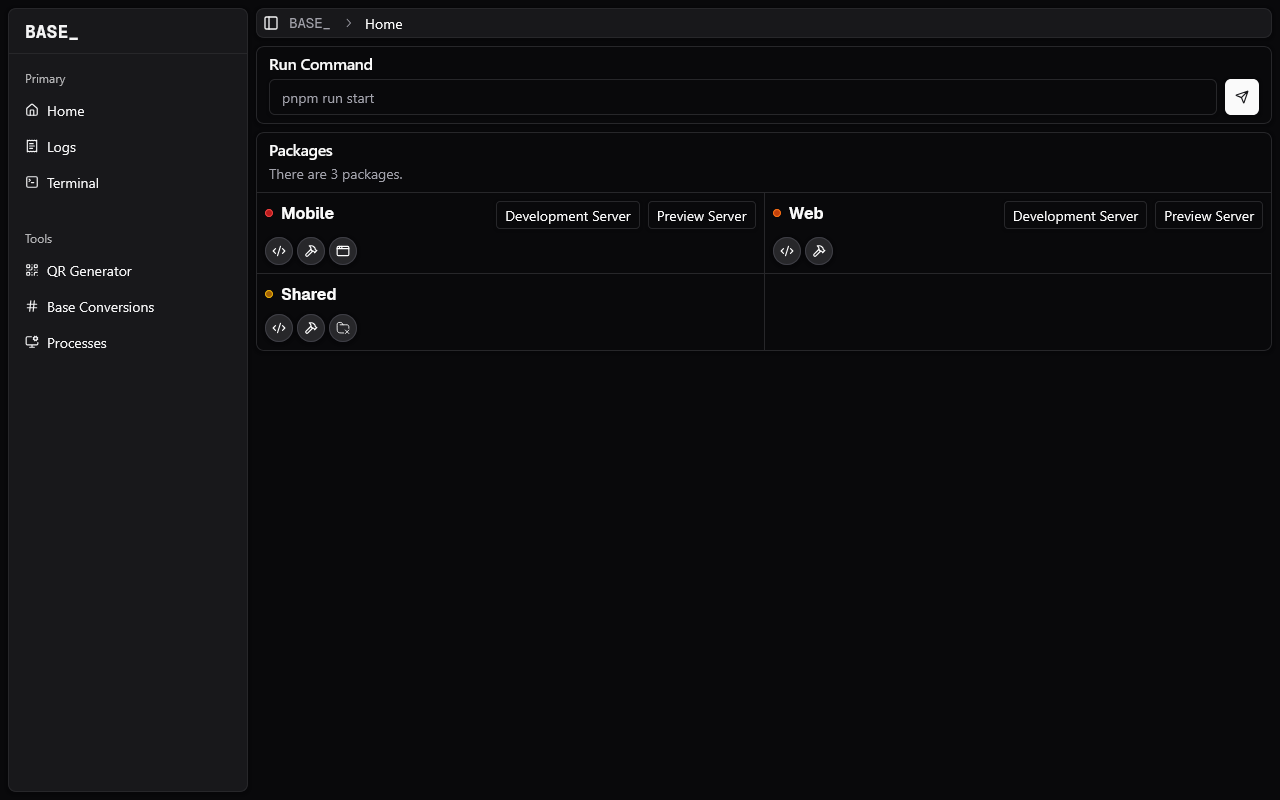 BASE_
Primary
Home
Logs
Terminal
Tools
QR Generator
Base Conversions
Processes
BASE_ > Home
Run Command
pnpm run start
Packages
There are 3 packages.
Mobile
Development Server
Preview Server
Web
Development Server
Preview Server
Shared